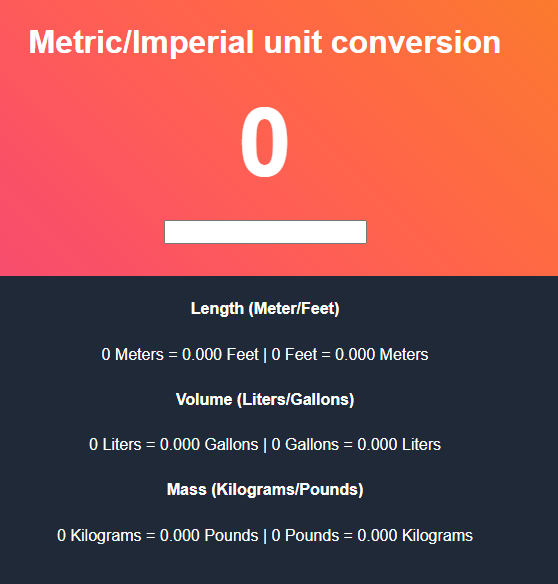 Metric/Imperial unit conversion
0
Length (Meter/Feet)
0 Meters = 0.000 Feet | 0 Feet = 0.000 Meters
Volume (Liters/Gallons)
0 Liters = 0.000 Gallons | 0 Gallons = 0.000 Liters
Mass (Kilograms/Pounds)
0 Kilograms = 0.000 Pounds | 0 Pounds = 0.000 Kilograms